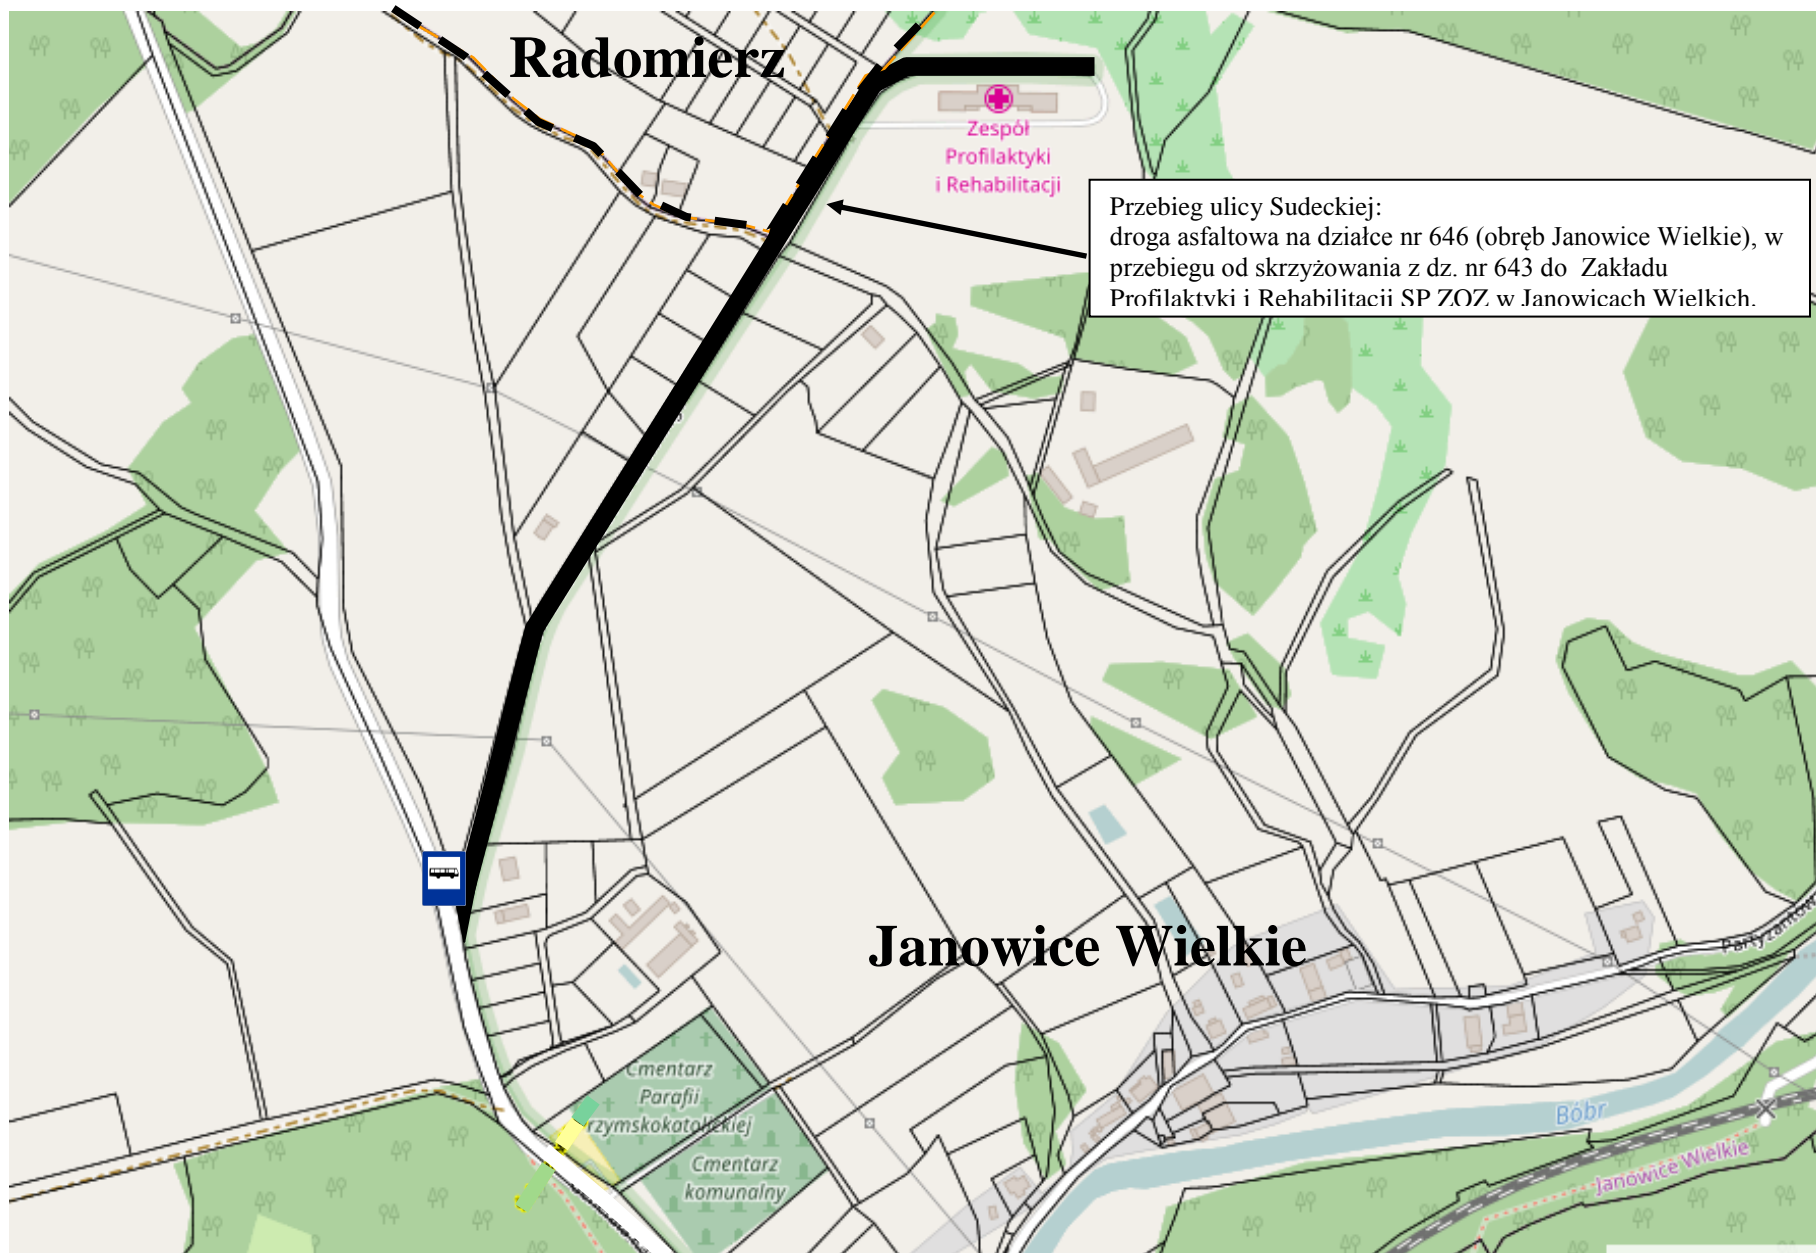 Radomierz
Zespół
Profilaktyki
i Rehabilitacji
Przebieg ulicy Sudeckiej:
droga asfaltowa na działce nr 646 (obręb Janowice Wielkie), w
przebiegu od skrzyżowania z dz. nr 643 do Zakładu
Profilaktyki i Rehabilitacji SP ZOZ w Janowicach Wielkich.
Janowice Wielkie
Partyzantów
Cmentarz
Parafii
rzymskokatolickiej
Cmentarz
komunalny
Bóbr
Janowice Wielkie